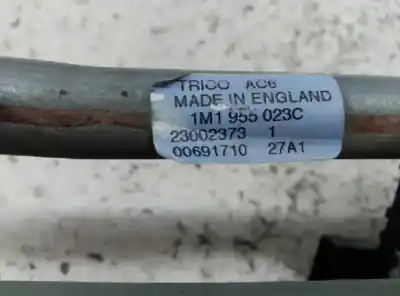 TRICO AC6
MADE IN ENGLAND
1M1 955 023C
23002373 1
00691710 27A1